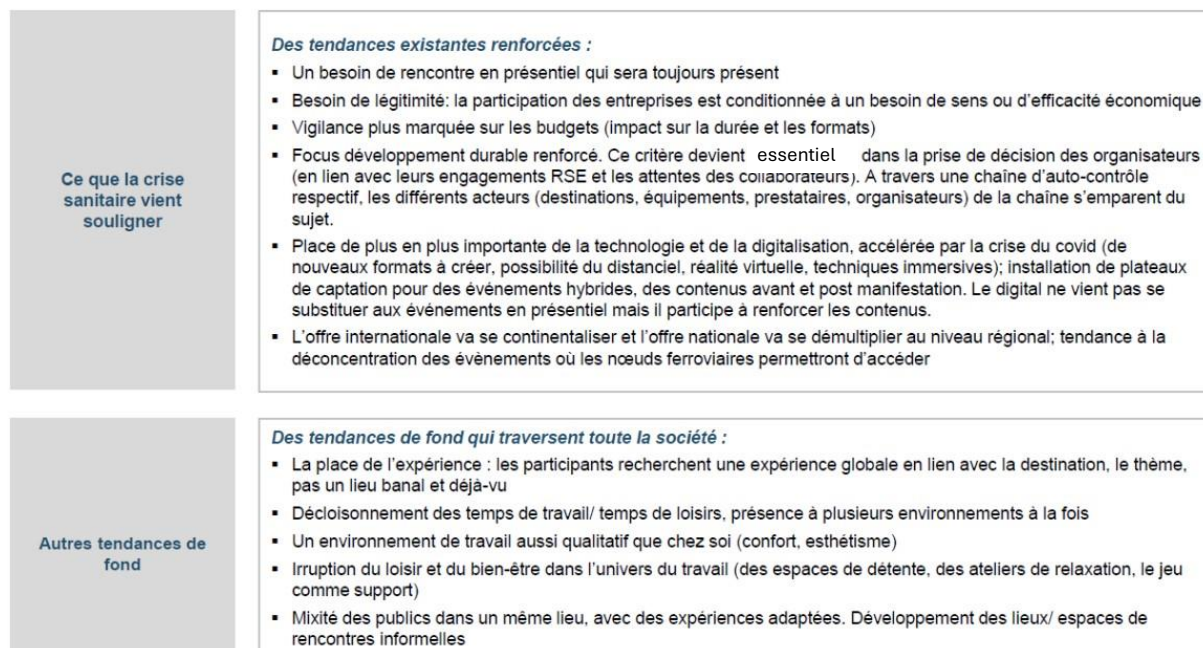 Ce que la crise
sanitaire vient
souligner
Des tendances existantes renforcées :
▪ Un besoin de rencontre en présentiel qui sera toujours présent
▪ Besoin de légitimité: la participation des entreprises est conditionnée à un besoin de sens ou d'efficacité économique
▪ Vigilance plus marquée sur les budgets (impact sur la durée et les formats)
▪ Focus développement durable renforcé. Ce critère devient essentiel dans la prise de décision des organisateurs
(en lien avec leurs engagements RSE et les attentes des collaborateurs). A travers une chaîne d'auto-contrôle
respectif, les différents acteurs (destinations, équipements, prestataires, organisateurs) de la chaîne s'emparent du
sujet.
▪ Place de plus en plus importante de la technologie et de la digitalisation, accélérée par la crise du covid (de
nouveaux formats à créer, possibilité du distanciel, réalité virtuelle, techniques immersives); installation de plateaux
de captation pour des événements hybrides, des contenus avant et post manifestation. Le digital ne vient pas se
substituer aux événements en présentiel mais il participe à renforcer les contenus.
▪ L'offre internationale va se continentaliser et l'offre nationale va se démultiplier au niveau régional; tendance à la
déconcentration des évènements où les nœuds ferroviaires permettront d'accéder
Autres tendances de
fond
Des tendances de fond qui traversent toute la société :
▪ La place de l'expérience : les participants recherchent une expérience globale en lien avec la destination, le thème,
pas un lieu banal et déjà-vu
▪ Décloisonnement des temps de travail/ temps de loisirs, présence à plusieurs environnements à la fois
▪ Un environnement de travail aussi qualitatif que chez soi (confort, esthétisme)
▪ Irruption du loisir et du bien-être dans l'univers du travail (des espaces de détente, des ateliers de relaxation, le jeu
comme support)
▪ Mixité des publics dans un même lieu, avec des expériences adaptées. Développement des lieux/ espaces de
rencontres informelles